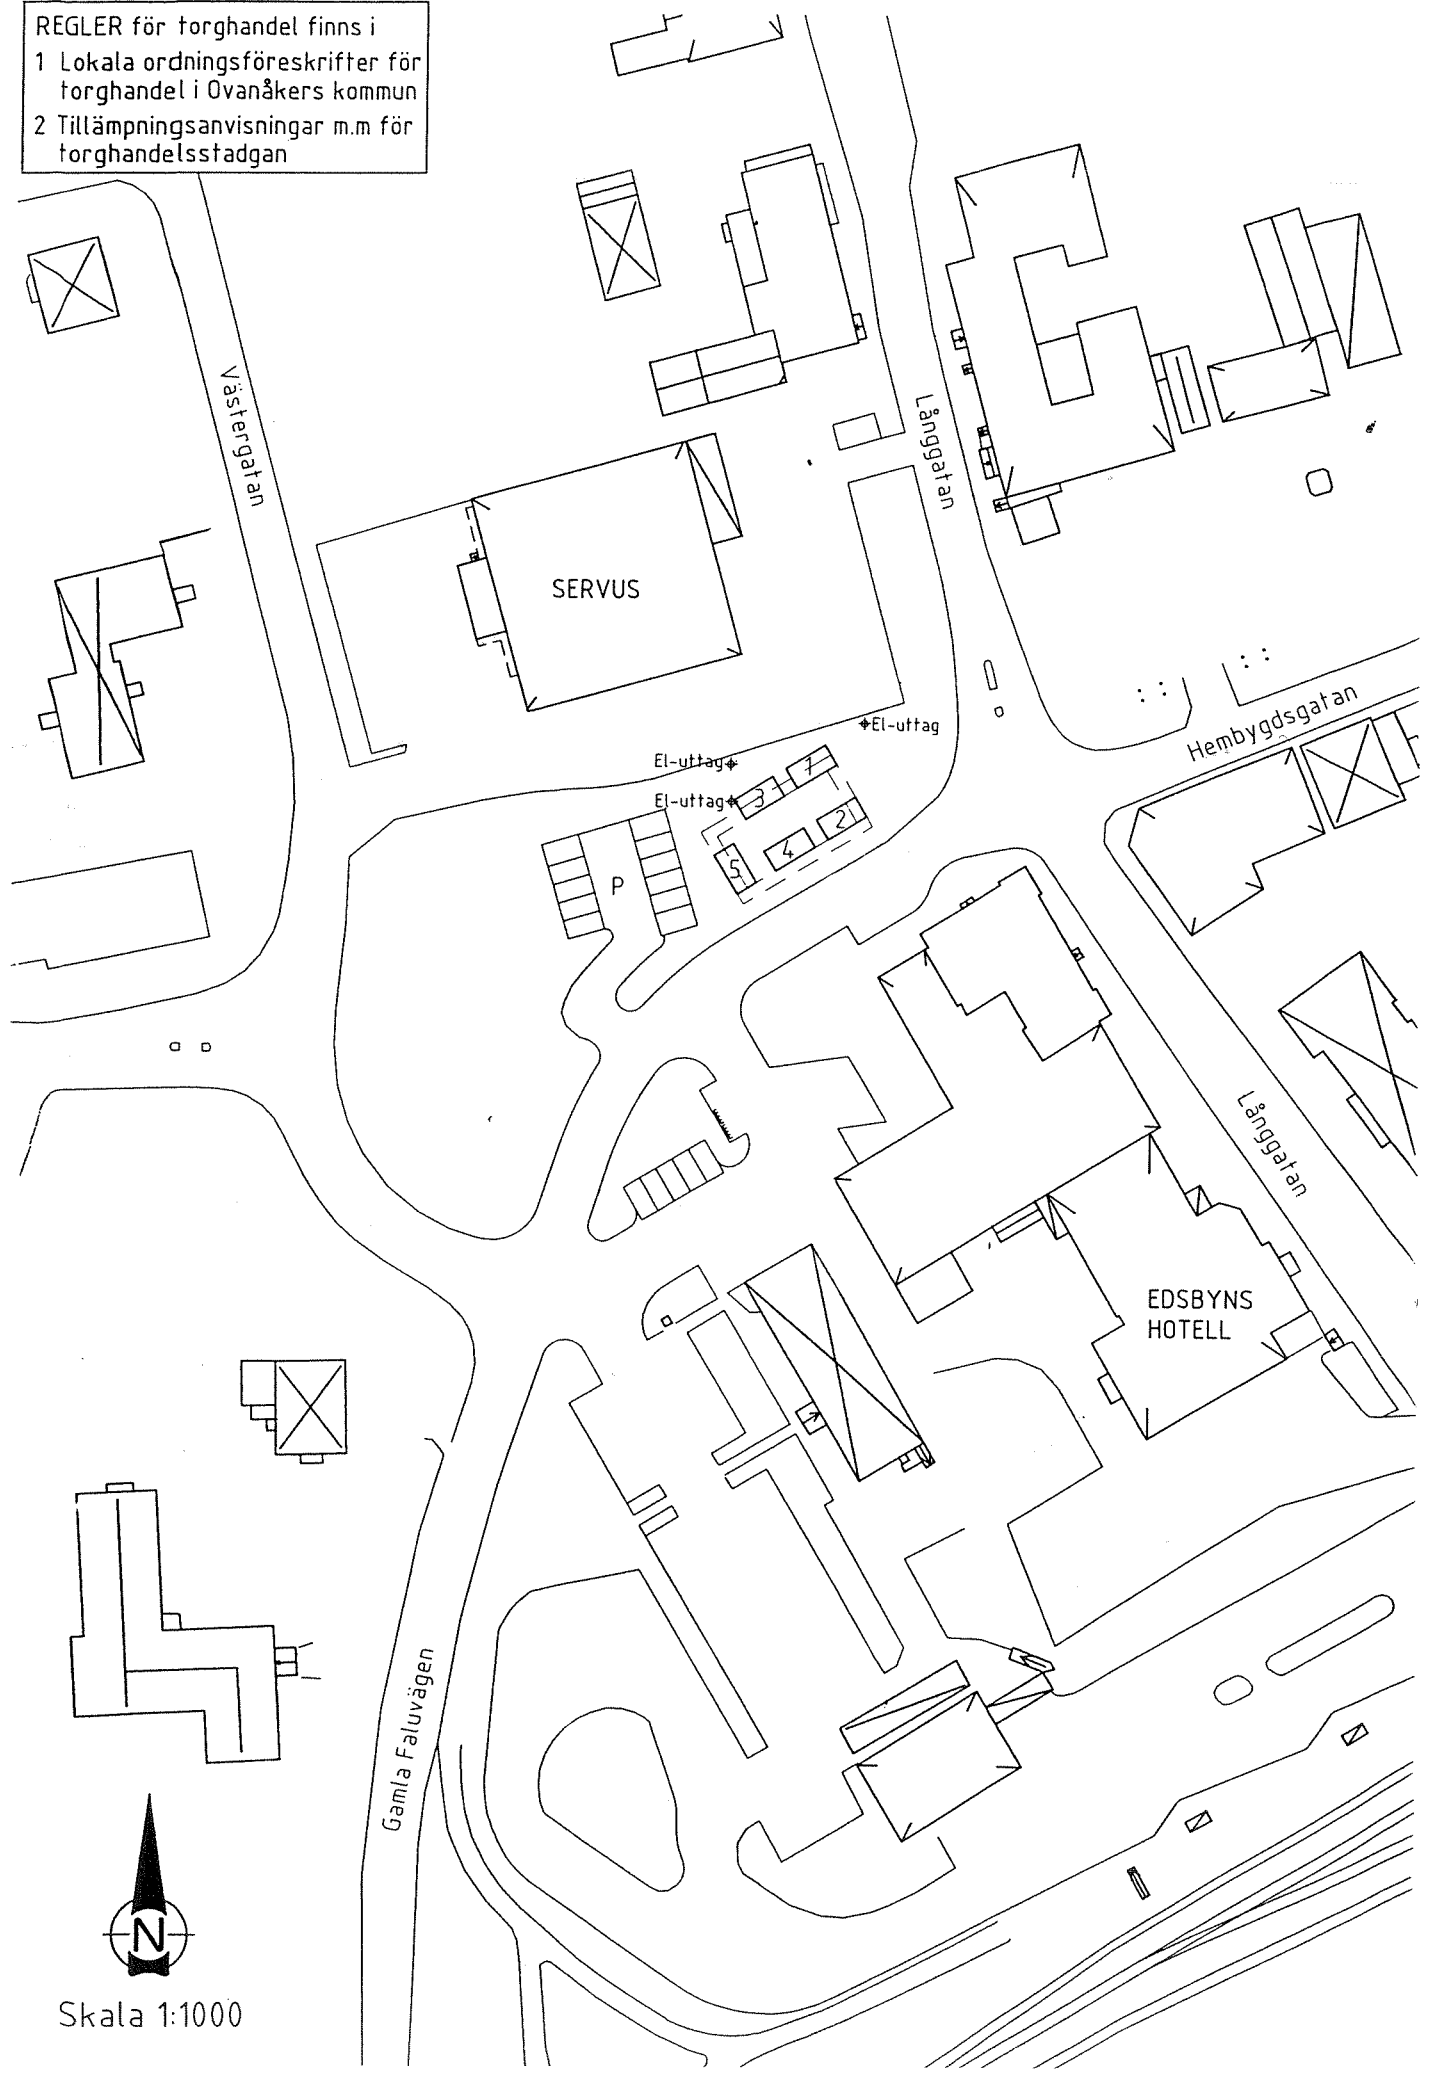 REGLER för torghandel finns i
1 Lokala ordningsföreskrifter för
torghandel i Ovanåkers kommun
2 Tillämpningsanvisningar m.m för
torghandelsstadgan
Västergatan
Långgatan
SERVUS
Hembygdsgatan
El-uttag
El-uttag
El-uttag
1
3
2
4
5
P
Långgatan
EDSBYNS
HOTELL
Gamla Faluvägen
N
Skala 1:1000